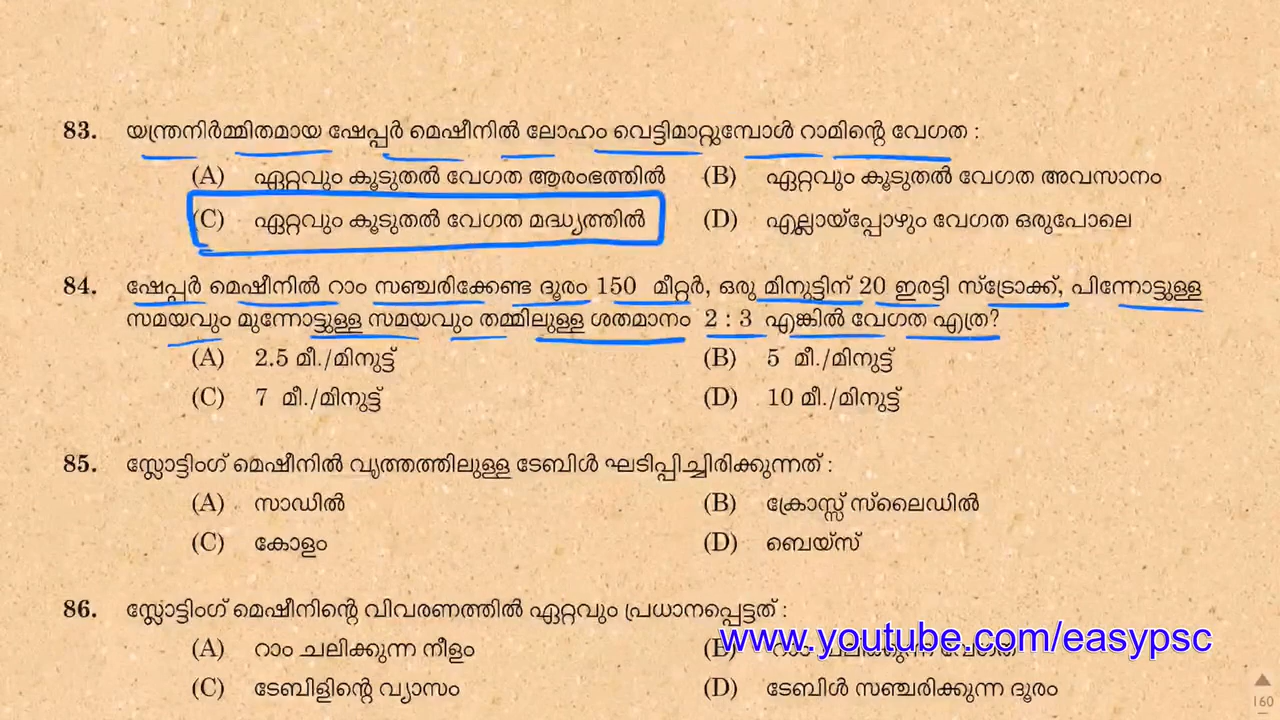 83. യന്ത്രനിർമ്മിതമായ ഷേപ്പർ മെഷീനിൽ ലോഹം വെട്ടിമാറ്റുമ്പോൾ റാമിന്റെ വേഗത :
(A) ഏറ്റവും കൂടുതൽ വേഗത ആരംഭത്തിൽ (B) ഏറ്റവും കൂടുതൽ വേഗത അവസാനം
(C) ഏറ്റവും കൂടുതൽ വേഗത മദ്ധ്യത്തിൽ (D) എല്ലായ്പ്പോഴും വേഗത ഒരുപോലെ
84. ഷേപ്പർ മെഷീനിൽ റാം സഞ്ചരിക്കേണ്ട ദൂരം 150 മീറ്റർ, ഒരു മിനുട്ടിന് 20 ഇരട്ടി സ്ട്രോക്ക്, പിന്നോട്ടുള്ള
സമയവും മുന്നോട്ടുള്ള സമയവും തമ്മിലുള്ള ശതമാനം 2 : 3 എങ്കിൽ വേഗത എത്ര?
(A) 2.5 മീ./മിനുട്ട് (B) 5 മീ./മിനുട്ട്
(C) 7 മീ./മിനുട്ട് (D) 10 മീ./മിനുട്ട്
85. സ്ലോട്ടിംഗ് മെഷീനിൽ വൃത്തത്തിലുള്ള ടേബിൾ ഘടിപ്പിച്ചിരിക്കുന്നത് :
(A) സാഡിൽ (B) ക്രോസ്സ് സ്ലൈഡിൽ
(C) കോളം (D) ബെയ്സ്
86. സ്ലോട്ടിംഗ് മെഷീനിന്റെ വിവരണത്തിൽ ഏറ്റവും പ്രധാനപ്പെട്ടത് :
(A) റാം ചലിക്കുന്ന നീളം (B) റാം ചലിക്കുന്ന വേഗത
www.youtube.com/easypsc
(C) ടേബിളിന്റെ വ്യാസം (D) ടേബിൾ സഞ്ചരിക്കുന്ന ദൂരം
160